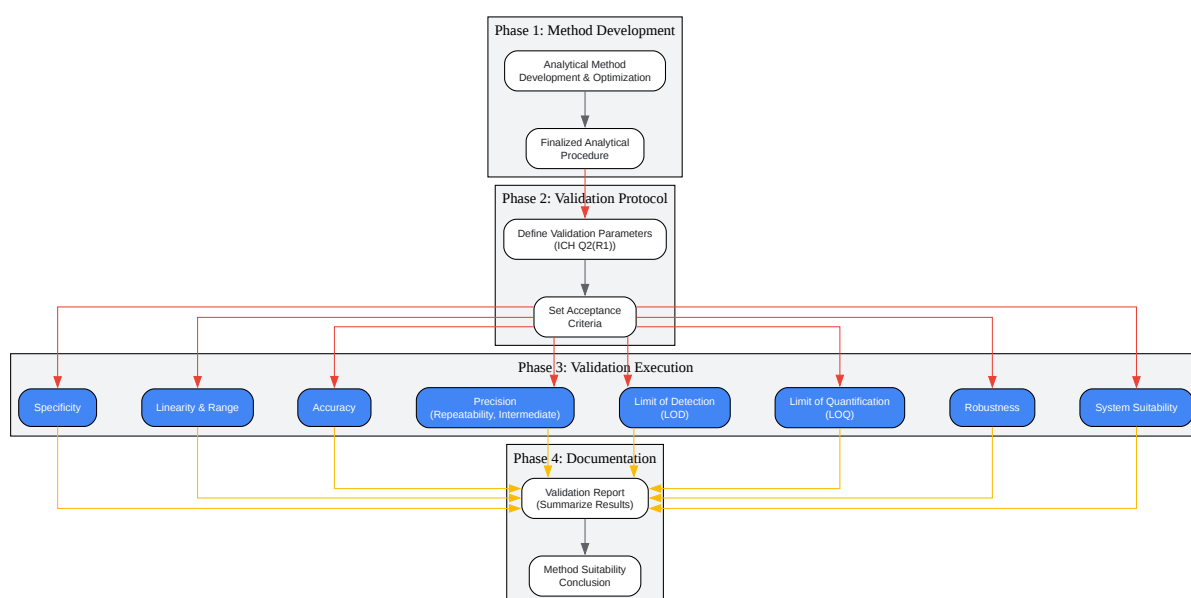 Phase 1: Method Development
Analytical Method
Development & Optimization
Finalized Analytical
Procedure
Phase 2: Validation Protocol
Define Validation Parameters
(ICH Q2(R1))
Set Acceptance
Criteria
Phase 3: Validation Execution
Specificity
Linearity & Range
Accuracy
Precision
(Repeatability, Intermediate)
Limit of Detection
(LOD)
Limit of Quantification
(LOQ)
Robustness
System Suitability
Phase 4: Documentation
Validation Report
(Summarize Results)
Method Suitability
Conclusion